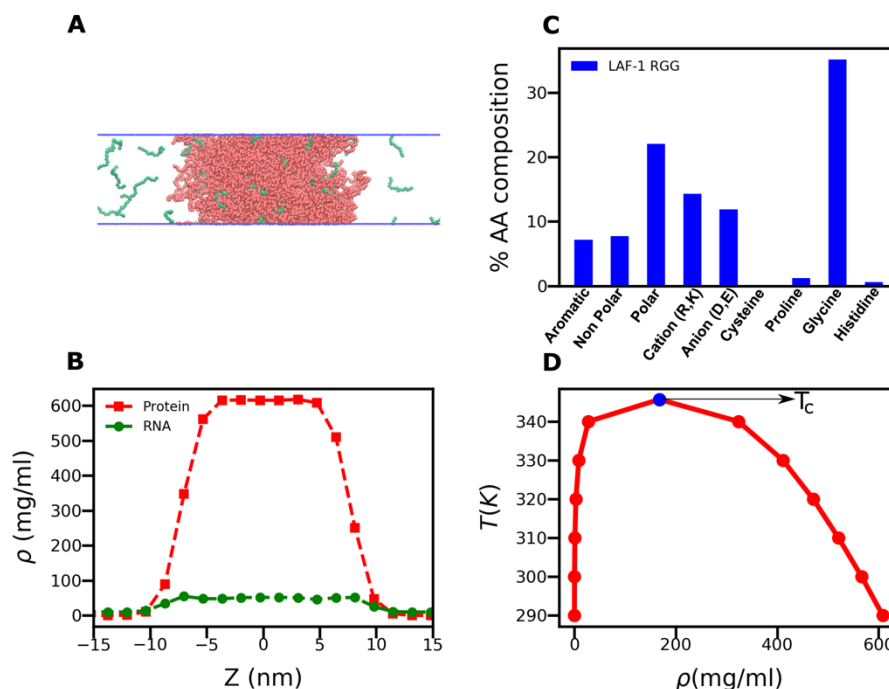 A
C
LAF-1 RGG
% AA composition
30
20
10
0
Aromatic
Non Polar
Polar
Cation (R,K)
Anion (D,E)
Cysteine
Proline
Glycine
Histidine
B
Protein
RNA
ρ (mg/ml)
600
500
400
300
200
100
0
−15 −10 −5 0 5 10 15
Z (nm)
D
Tc
T(K)
340
330
320
310
300
290
0 200 400 600
ρ(mg/ml)